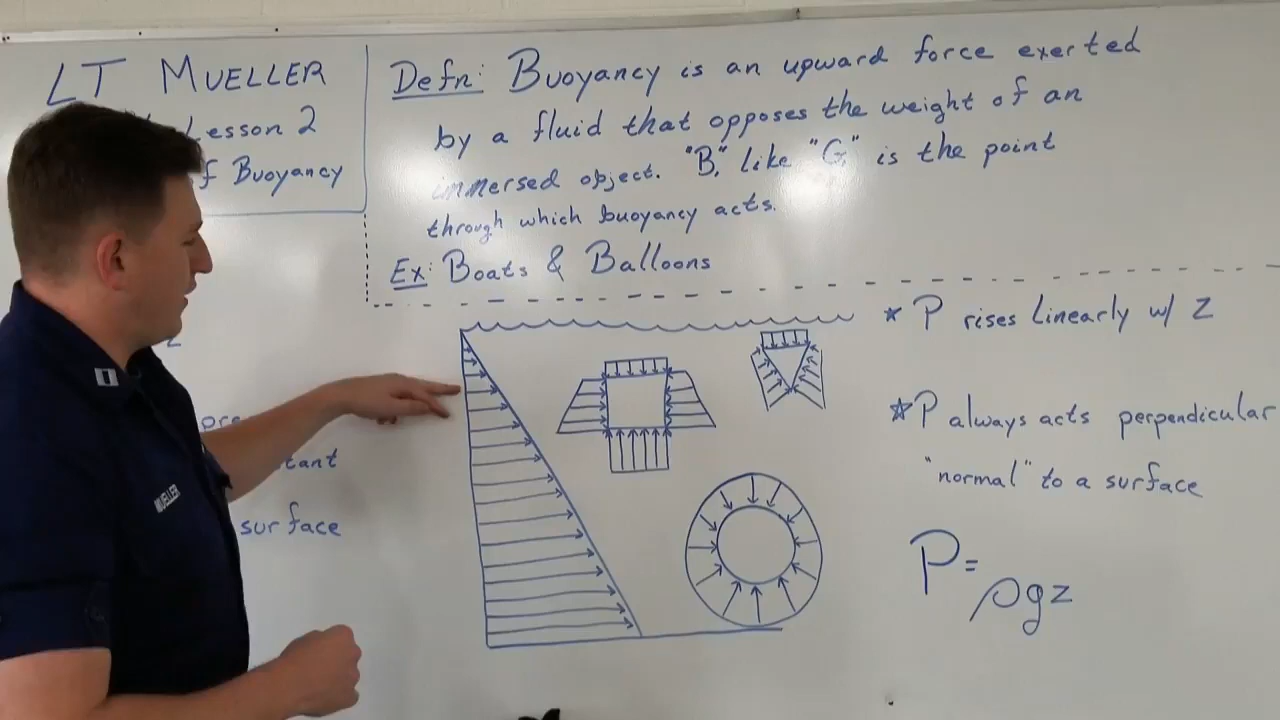 LT MUELLER
Lesson 2
f Buoyancy
Defn: Buoyancy is an upward force exerted
by a fluid that opposes the weight of an
immersed object. "B," like "G," is the point
through which buoyancy acts.
Ex: Boats & Balloons
* P rises linearly w/ Z
* P always acts perpendicular
"normal" to a surface
P=
ρgz
z
pre
stant
surface
MUELLER